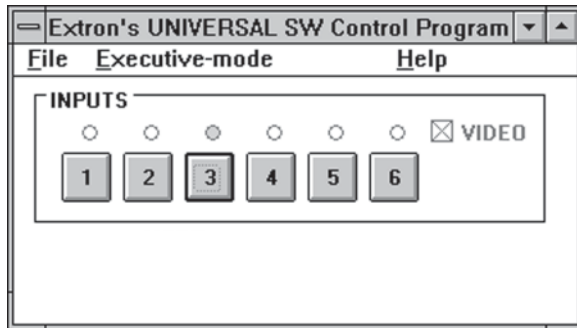 Extron's UNIVERSAL SW Control Program
File Executive-mode Help
INPUTS
VIDEO
1 2 3 4 5 6